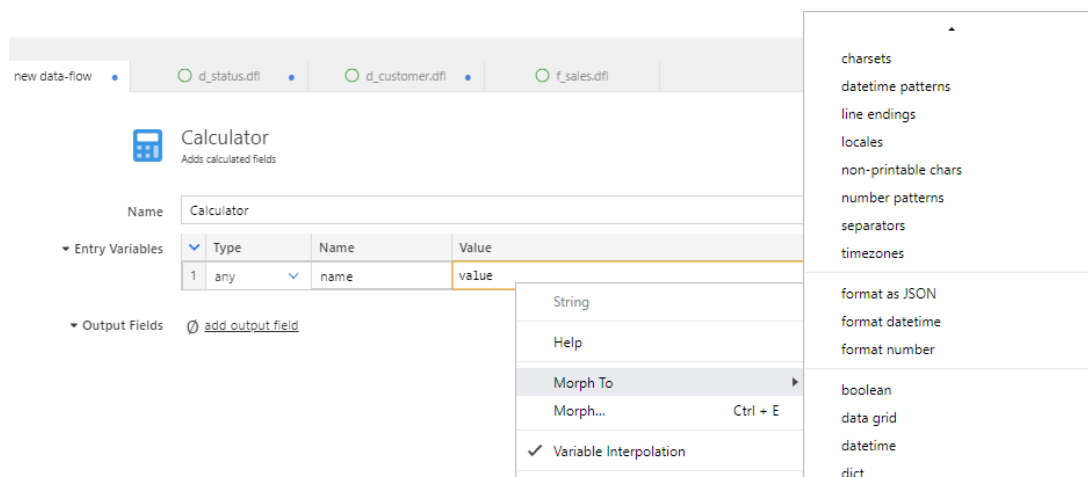 new data-flow
d_status.dfl
d_customer.dfl
f_sales.dfl
Calculator
Adds calculated fields
Name
Calculator
Entry Variables
Type
Name
Value
1
any
name
value
Output Fields
add output field
String
Help
Morph To
Morph...
Ctrl + E
Variable Interpolation
charsets
datetime patterns
line endings
locales
non-printable chars
number patterns
separators
timezones
format as JSON
format datetime
format number
boolean
data grid
datetime
dict